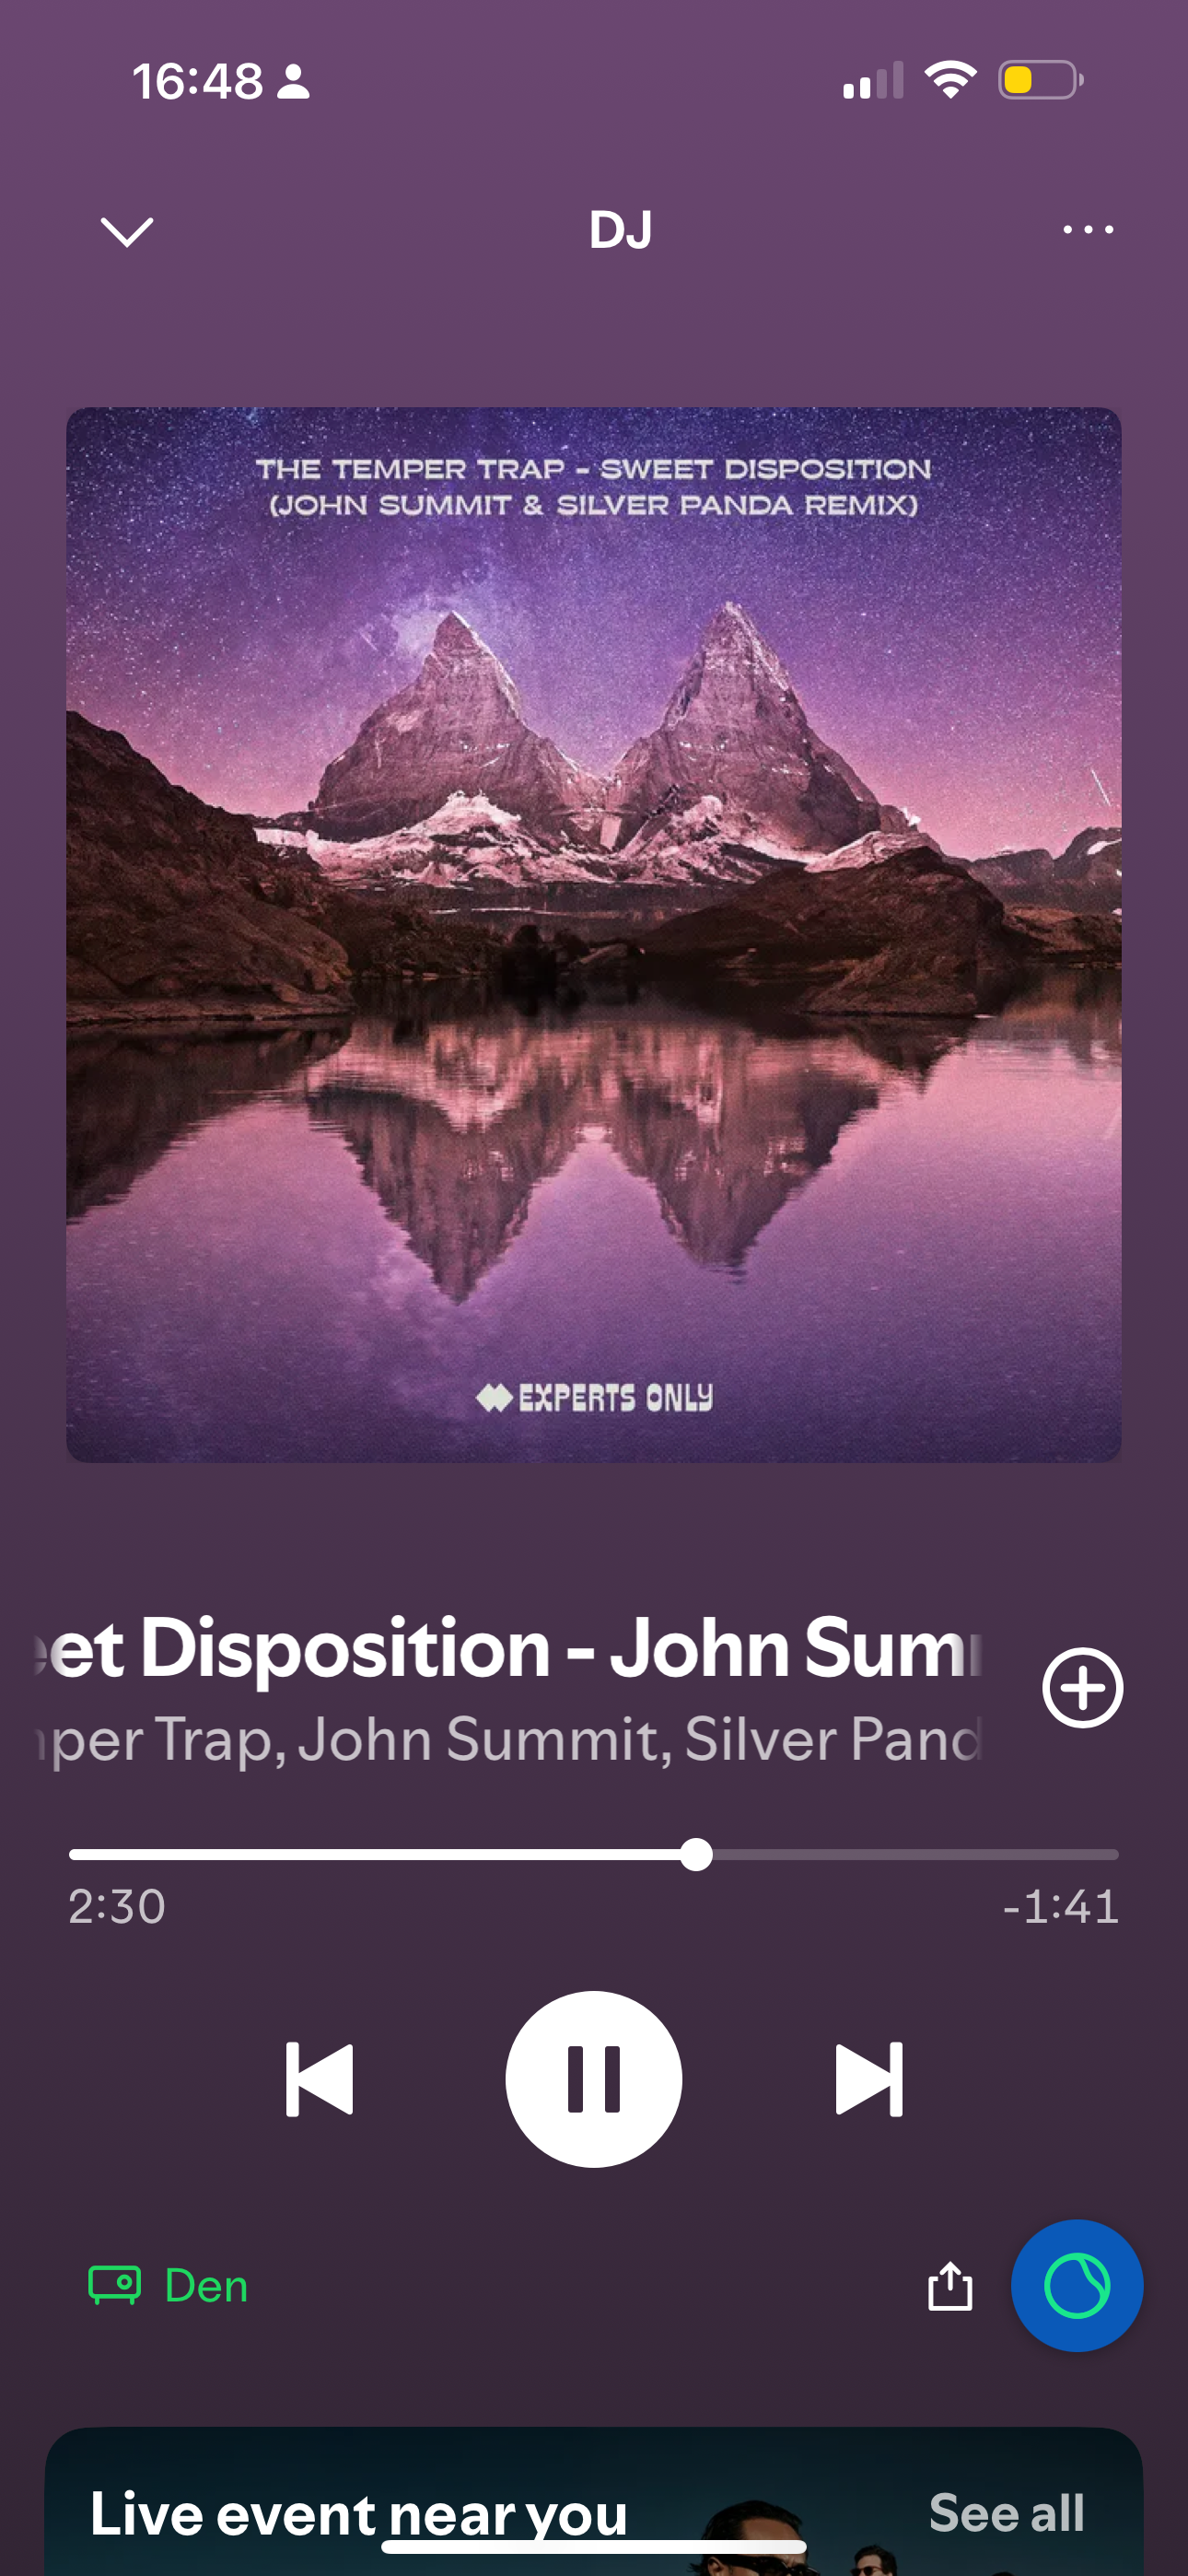 16:48
DJ
THE TEMPER TRAP - SWEET DISPOSITION
(JOHN SUMMIT & SILVER PANDA REMIX)
EXPERTS ONLY
et Disposition - John Sum
per Trap, John Summit, Silver Pand
2:30
-1:41
Den
Live event near you
See all